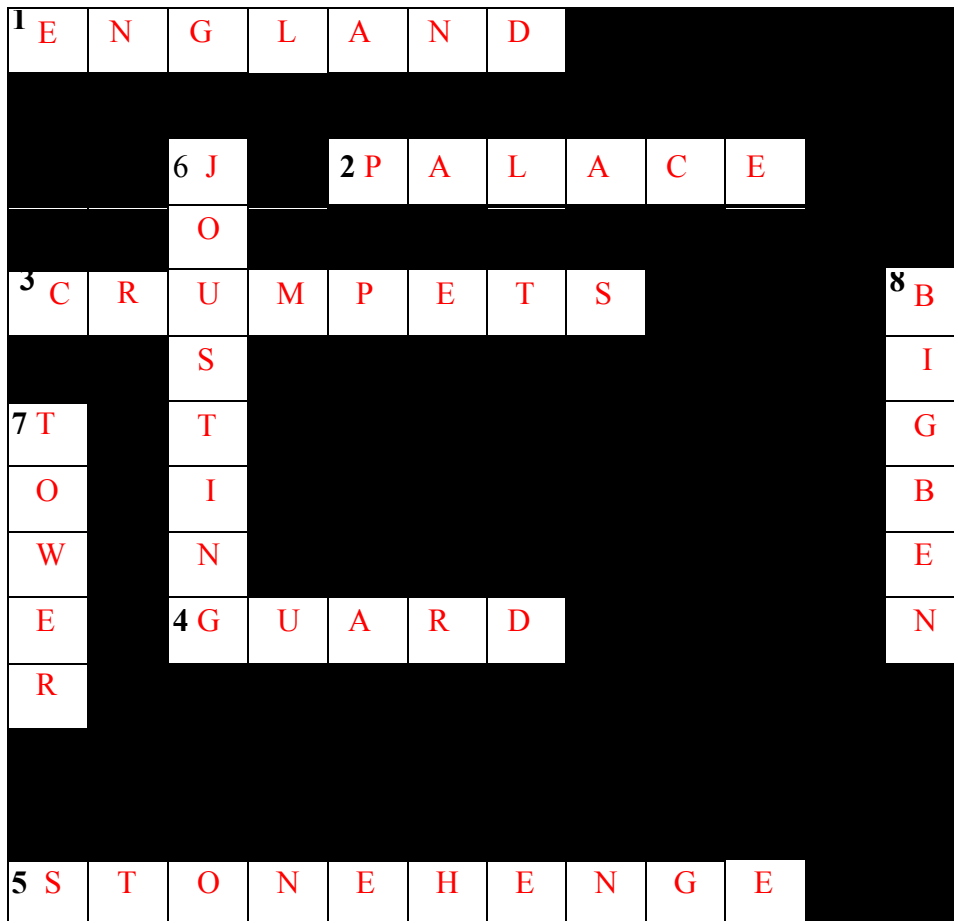 1 E N G L A N D
6 J 2 P A L A C E
O
3 C R U M P E T S 8 B
S I
7 T T G
O I B
W N E
E 4 G U A R D N
R
5 S T O N E H E N G E